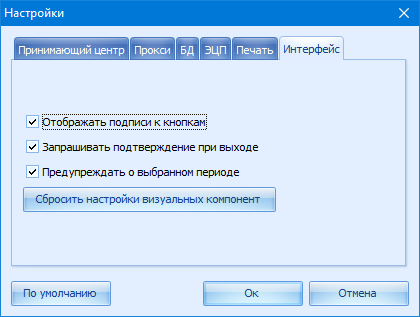 Настройки
Принимающий центр Прокси БД ЭЦП Печать Интерфейс
Отображать подписи к кнопкам
Запрашивать подтверждение при выходе
Предупреждать о выбранном периоде
Сбросить настройки визуальных компонент
По умолчанию Ок Отмена